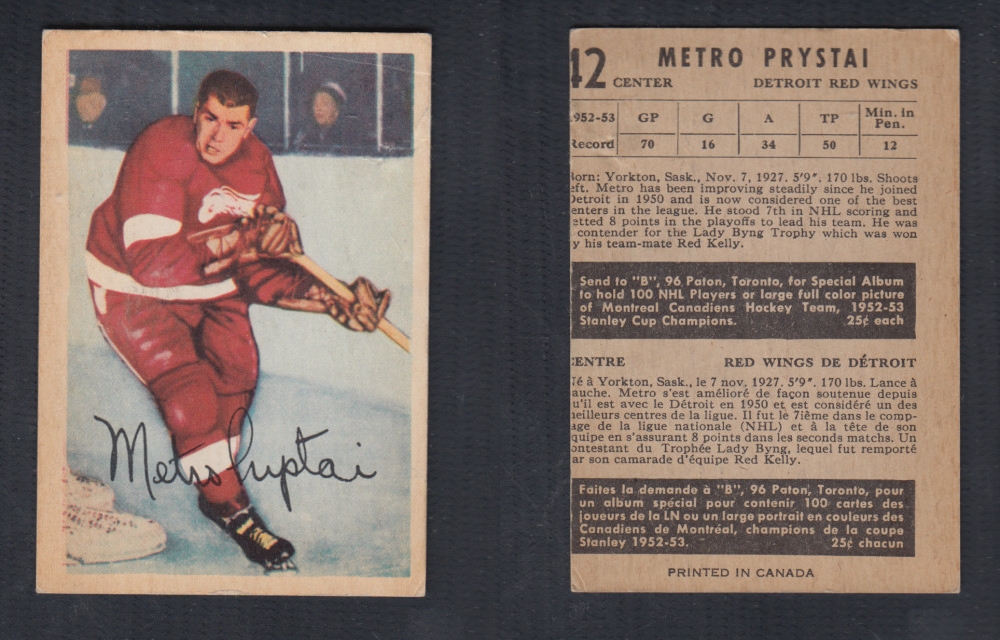 Metro Prystai
42 METRO PRYSTAI
CENTER DETROIT RED WINGS
1952-53 GP G A TP Min. in Pen.
Record 70 16 34 50 12
orn: Yorkton, Sask., Nov. 7, 1927. 5'9". 170 lbs. Shoots
eft. Metro has been improving steadily since he joined
Detroit in 1950 and is now considered one of the best
enters in the league. He stood 7th in NHL scoring and
etted 8 points in the playoffs to lead his team. He was
contender for the Lady Byng Trophy which was won
y his team-mate Red Kelly.
Send to "B", 96 Paton, Toronto, for Special Album
to hold 100 NHL Players or large full color picture
of Montreal Canadiens Hockey Team, 1952-53
Stanley Cup Champions. 25¢ each
ENTRE RED WINGS DE DÉTROIT
é à Yorkton, Sask., le 7 nov. 1927. 5'9". 170 lbs. Lance à
auche. Metro s'est amélioré de façon soutenue depuis
u'il est avec le Détroit en 1950 et est considéré un des
eilleurs centres de la ligue. Il fut le 7ième dans le comp-
age de la ligue nationale (NHL) et à la tête de son
quipe en s'assurant 8 points dans les seconds matchs. Un
ontestant du Trophée Lady Byng, lequel fut remporté
ar son camarade d'équipe Red Kelly.
Faites la demande à "B", 96 Paton, Toronto, pour
un album spécial pour contenir 100 cartes des
joueurs de la LN ou un large portrait en couleurs des
Canadiens de Montréal, champions de la coupe
Stanley 1952-53. 25¢ chacun
PRINTED IN CANADA